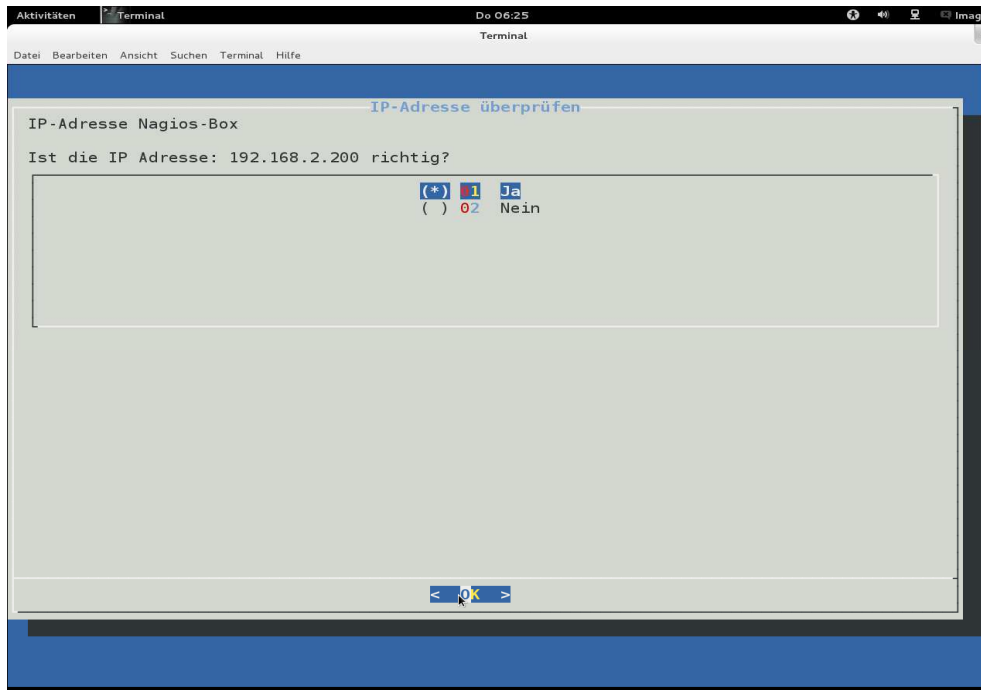 Aktivitäten Terminal Do 06:25 Imag
Terminal
Datei Bearbeiten Ansicht Suchen Terminal Hilfe
IP-Adresse überprüfen
IP-Adresse Nagios-Box
Ist die IP Adresse: 192.168.2.200 richtig?
(*) 01 Ja
( ) 02 Nein
< OK >